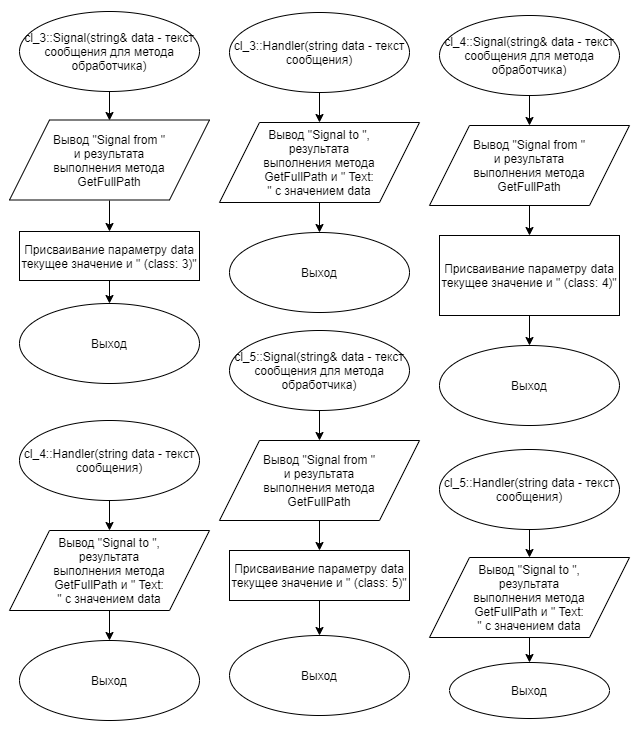 cl_3::Signal(string& data - текст
сообщения для метода
обработчика)
Вывод "Signal from "
и результата
выполнения метода
GetFullPath
Присваивание параметру data
текущее значение и " (class: 3)"
Выход
cl_3::Handler(string data - текст
сообщения)
Вывод "Signal to ",
результата
выполнения метода
GetFullPath и " Text:
" с значением data
Выход
cl_4::Signal(string& data - текст
сообщения для метода
обработчика)
Вывод "Signal from "
и результата
выполнения метода
GetFullPath
Присваивание параметру data
текущее значение и " (class: 4)"
Выход
cl_4::Handler(string data - текст
сообщения)
Вывод "Signal to ",
результата
выполнения метода
GetFullPath и " Text:
" с значением data
Выход
cl_5::Signal(string& data - текст
сообщения для метода
обработчика)
Вывод "Signal from "
и результата
выполнения метода
GetFullPath
Присваивание параметру data
текущее значение и " (class: 5)"
Выход
cl_5::Handler(string data - текст
сообщения)
Вывод "Signal to ",
результата
выполнения метода
GetFullPath и " Text:
" с значением data
Выход